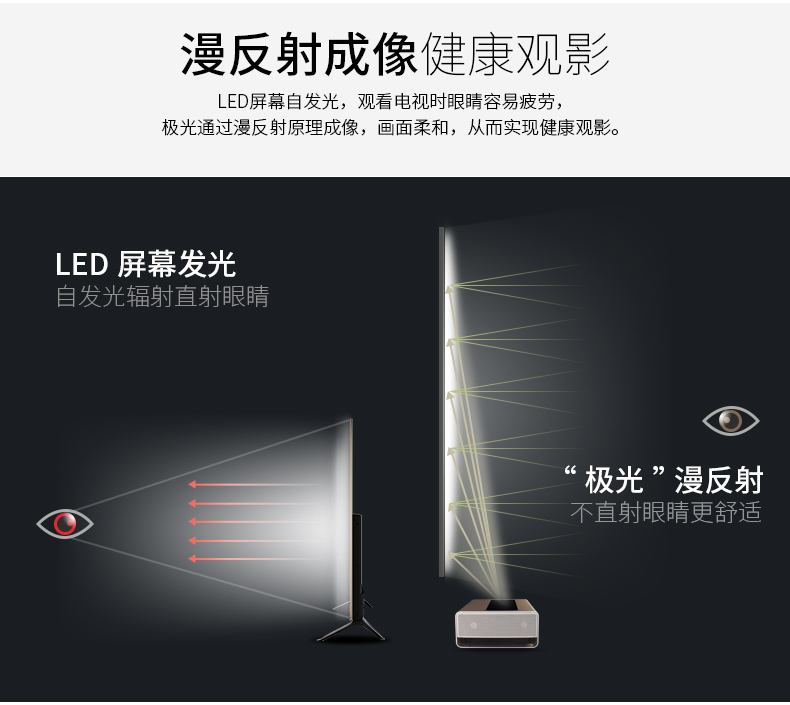 漫反射成像健康观影
LED屏幕自发光，观看电视时眼睛容易疲劳，
极光通过漫反射原理成像，画面柔和，从而实现健康观影。
LED 屏幕发光
自发光辐射直射眼睛
“ 极光 ” 漫反射
不直射眼睛更舒适